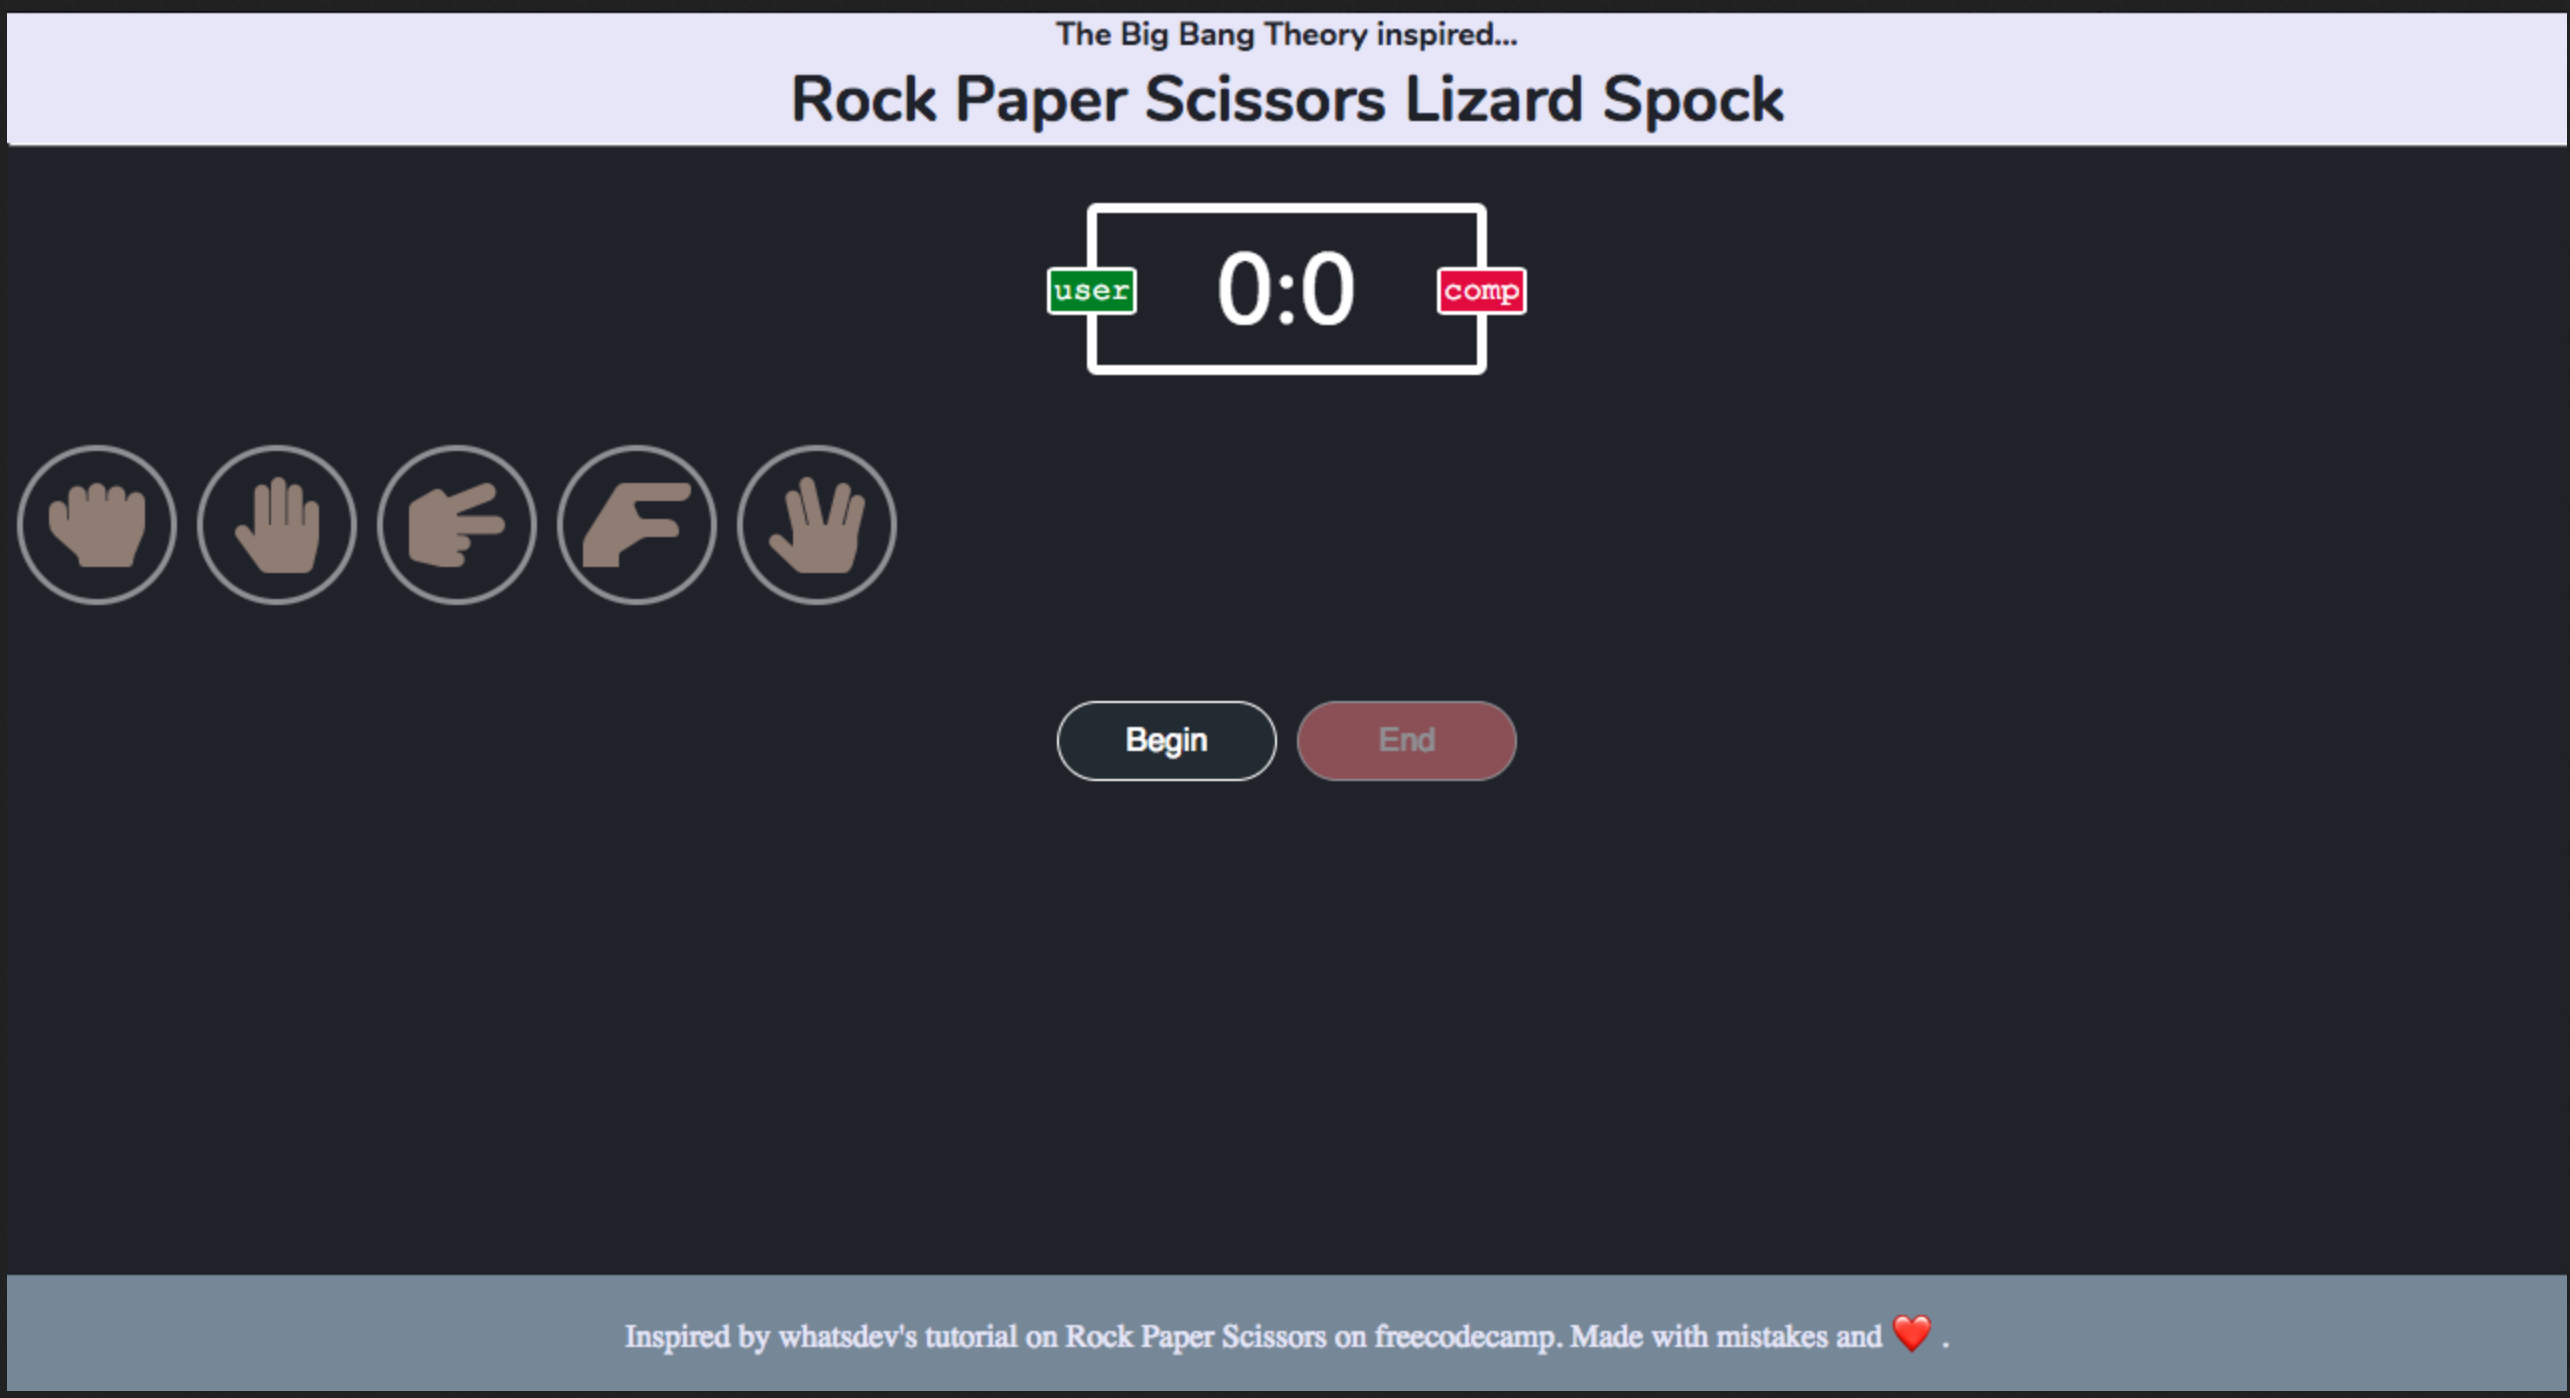 The Big Bang Theory inspired...
Rock Paper Scissors Lizard Spock
user 0:0 comp
Begin End
Inspired by whatsdev's tutorial on Rock Paper Scissors on freecodecamp. Made with mistakes and ❤️ .